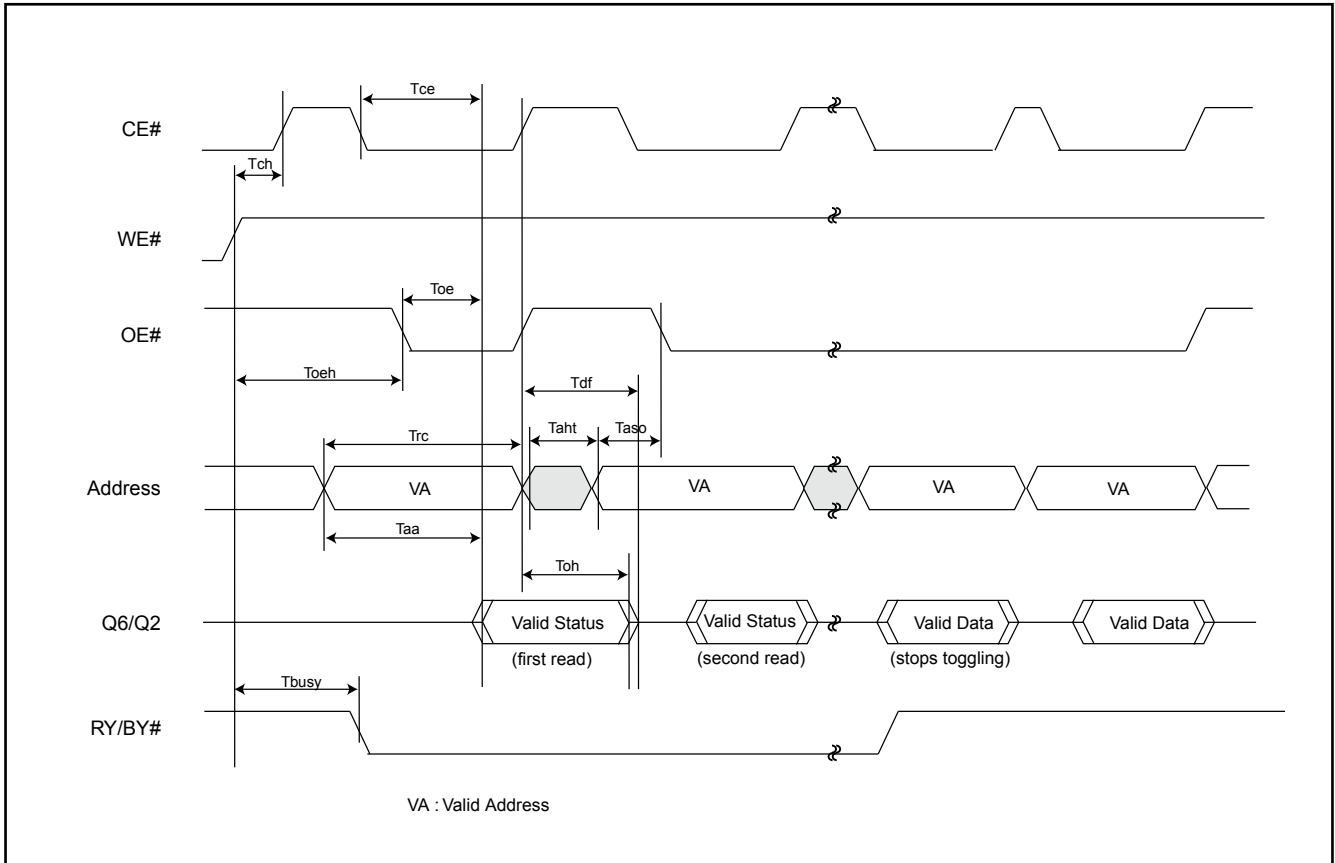 Tce
CE#
Tch
WE#
Toe
OE#
Toeh
Tdf
Trc
Taht
Taso
Address
VA
VA
VA
VA
Taa
Toh
Q6/Q2
Valid Status
Valid Status
Valid Data
Valid Data
(first read)
(second read)
(stops toggling)
Tbusy
RY/BY#
VA : Valid Address